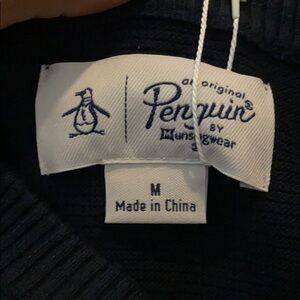 an original
Penguin®
BY
Munsingwear
M
Made in China